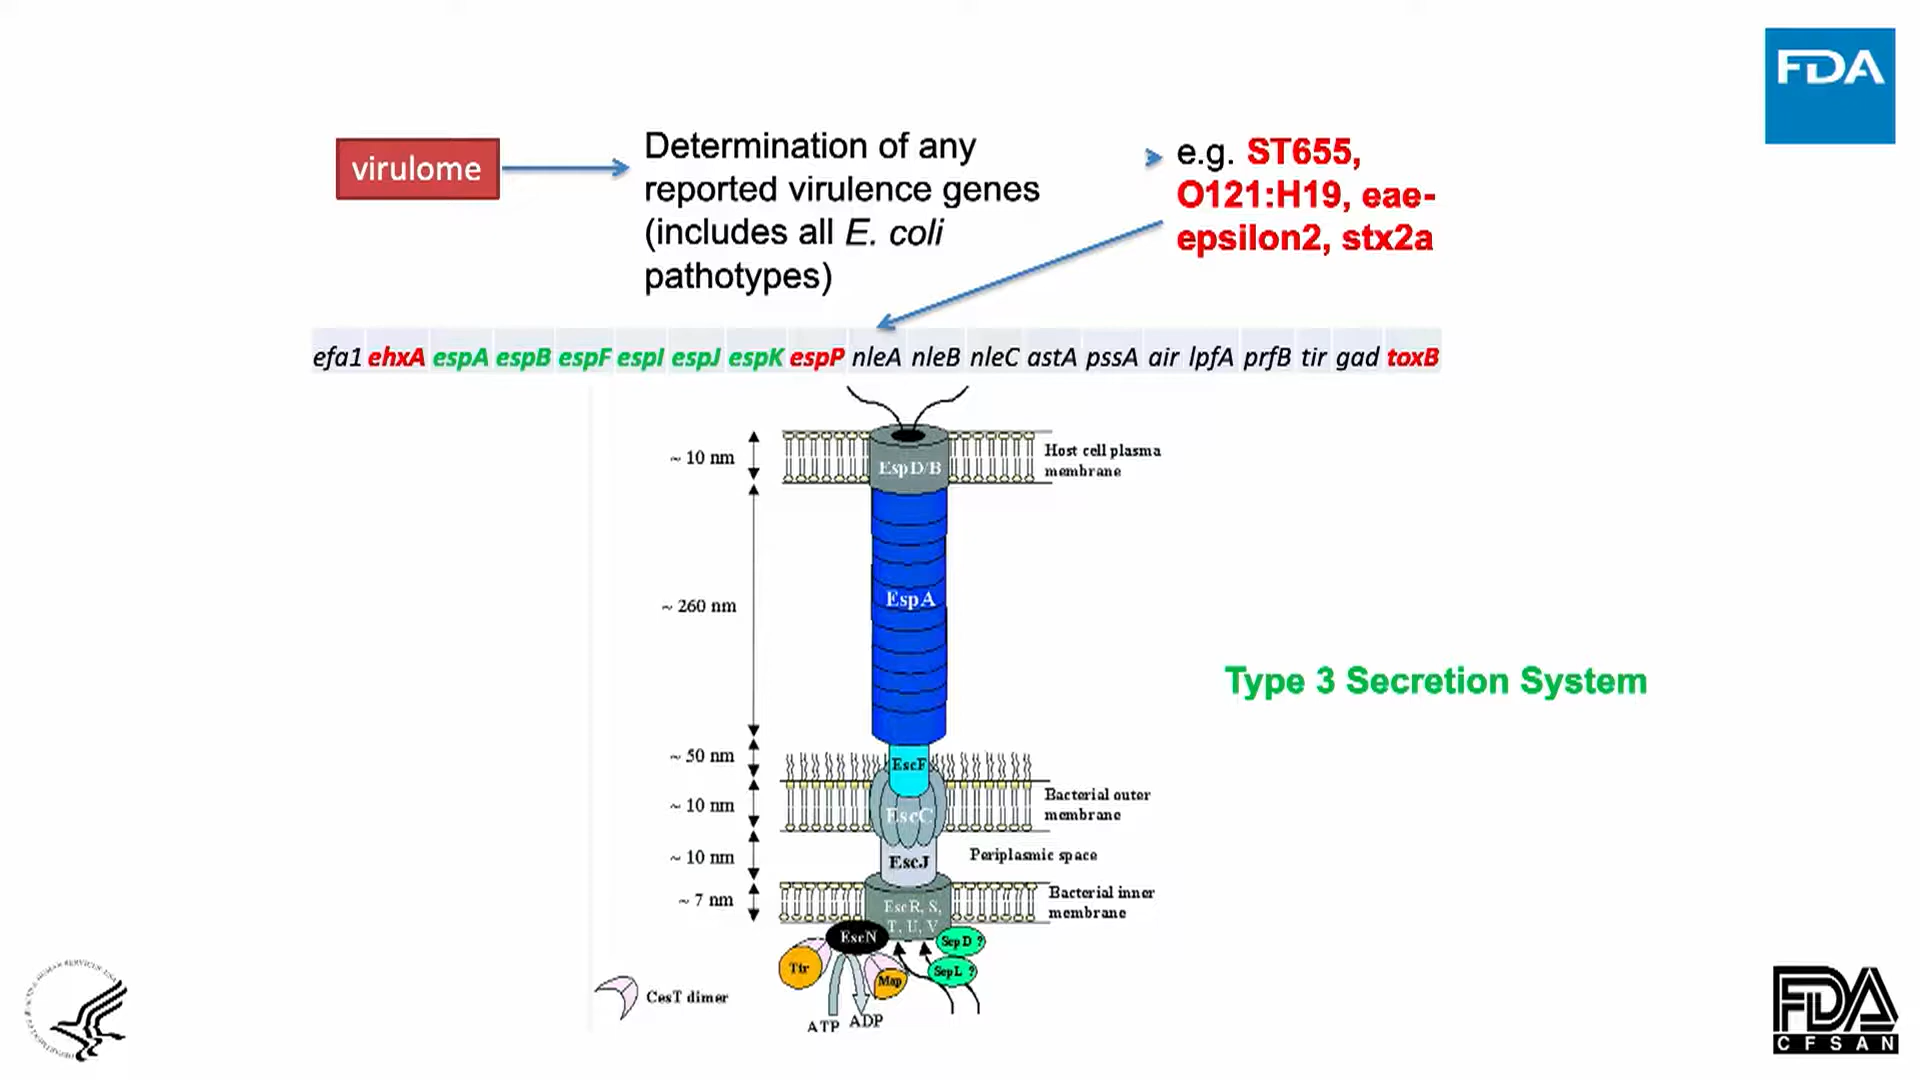 FDA
virulome
Determination of any
reported virulence genes
(includes all E. coli
pathotypes)
e.g. ST655,
O121:H19, eae-
epsilon2, stx2a
efa1 ehxA espA espB espF espI espJ espK espP nleA nleB nleC astA pssA air lpfA prfB tir gad toxB
~ 10 nm
EspD/B
Host cell plasma
membrane
~ 260 nm
EspA
Type 3 Secretion System
~ 50 nm
EscF
~ 10 nm
EscC
Bacterial outer
membrane
~ 10 nm
EscJ
Periplasmic space
~ 7 nm
EscR, S,
T, U, V
Bacterial inner
membrane
EscN
SepD ?
Tir
Map
SepL ?
CesT dimer
ATP ADP
FDA
CFSAN